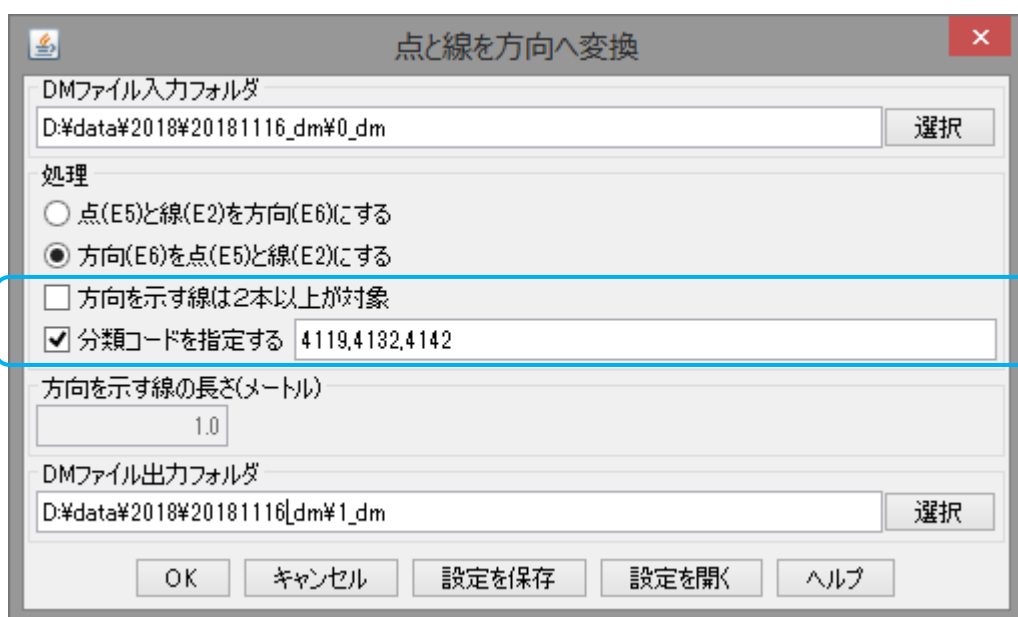 点と線を方向へ変換
DMファイル入力フォルダ
D:¥data¥2018¥20181116_dm¥0_dm
選択
処理
点(E5)と線(E2)を方向(E6)にする
方向(E6)を点(E5)と線(E2)にする
方向を示す線は2本以上が対象
分類コードを指定する 4119,4132,4142
方向を示す線の長さ(メートル)
1.0
DMファイル出力フォルダ
D:¥data¥2018¥20181116_dm¥1_dm
選択
OK キャンセル 設定を保存 設定を開く ヘルプ